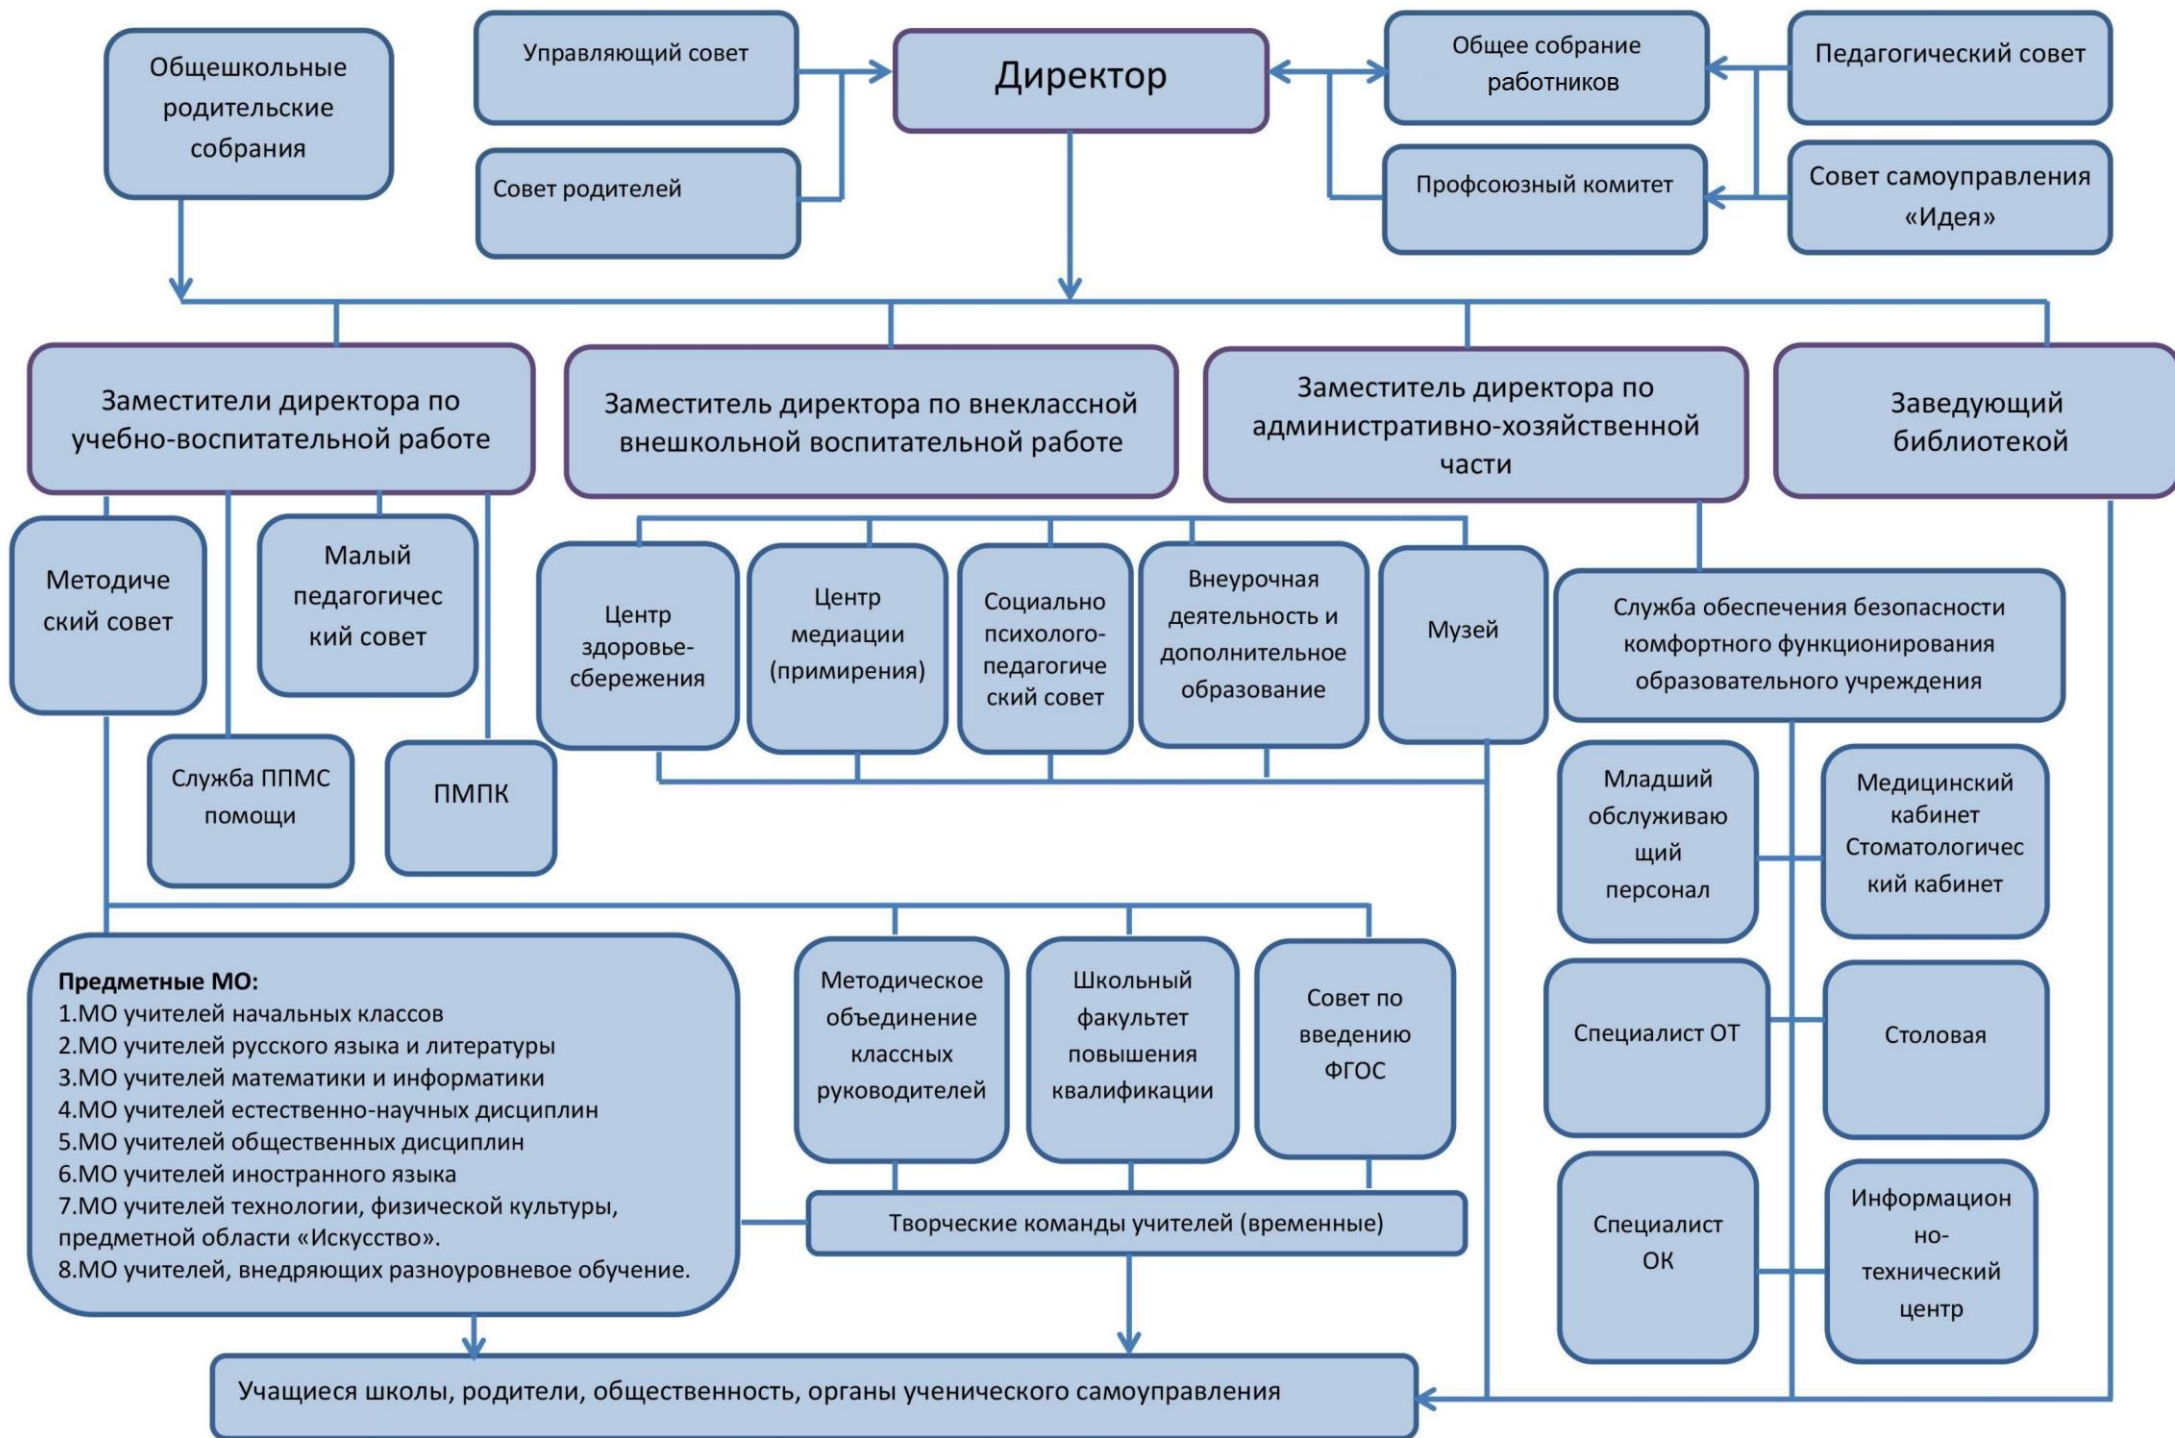 Общешкольные
родительские
собрания
Управляющий совет
Совет родителей
Директор
Общее собрание
работников
Профсоюзный комитет
Педагогический совет
Совет самоуправления
«Идея»
Заместители директора по
учебно-воспитательной работе
Заместитель директора по внеклассной
внешкольной воспитательной работе
Заместитель директора по
административно-хозяйственной
части
Заведующий
библиотекой
Методиче
ский совет
Малый
педагогичес
кий совет
Служба ППМС
помощи
ПМПК
Центр
здоровье-
сбережения
Центр
медиации
(примирения)
Социально
психолого-
педагогиче
ский совет
Внеурочная
деятельность и
дополнительное
образование
Музей
Служба обеспечения безопасности
комфортного функционирования
образовательного учреждения
Младший
обслуживаю
щий
персонал
Медицинский
кабинет
Стоматологичес
кий кабинет
Специалист ОТ
Столовая
Специалист
ОК
Информацион
но-
технический
центр
Предметные МО:
1.МО учителей начальных классов
2.МО учителей русского языка и литературы
3.МО учителей математики и информатики
4.МО учителей естественно-научных дисциплин
5.МО учителей общественных дисциплин
6.МО учителей иностранного языка
7.МО учителей технологии, физической культуры,
предметной области «Искусство».
8.МО учителей, внедряющих разноуровневое обучение.
Методическое
объединение
классных
руководителей
Школьный
факультет
повышения
квалификации
Совет по
введению
ФГОС
Творческие команды учителей (временные)
Учащиеся школы, родители, общественность, органы ученического самоуправления